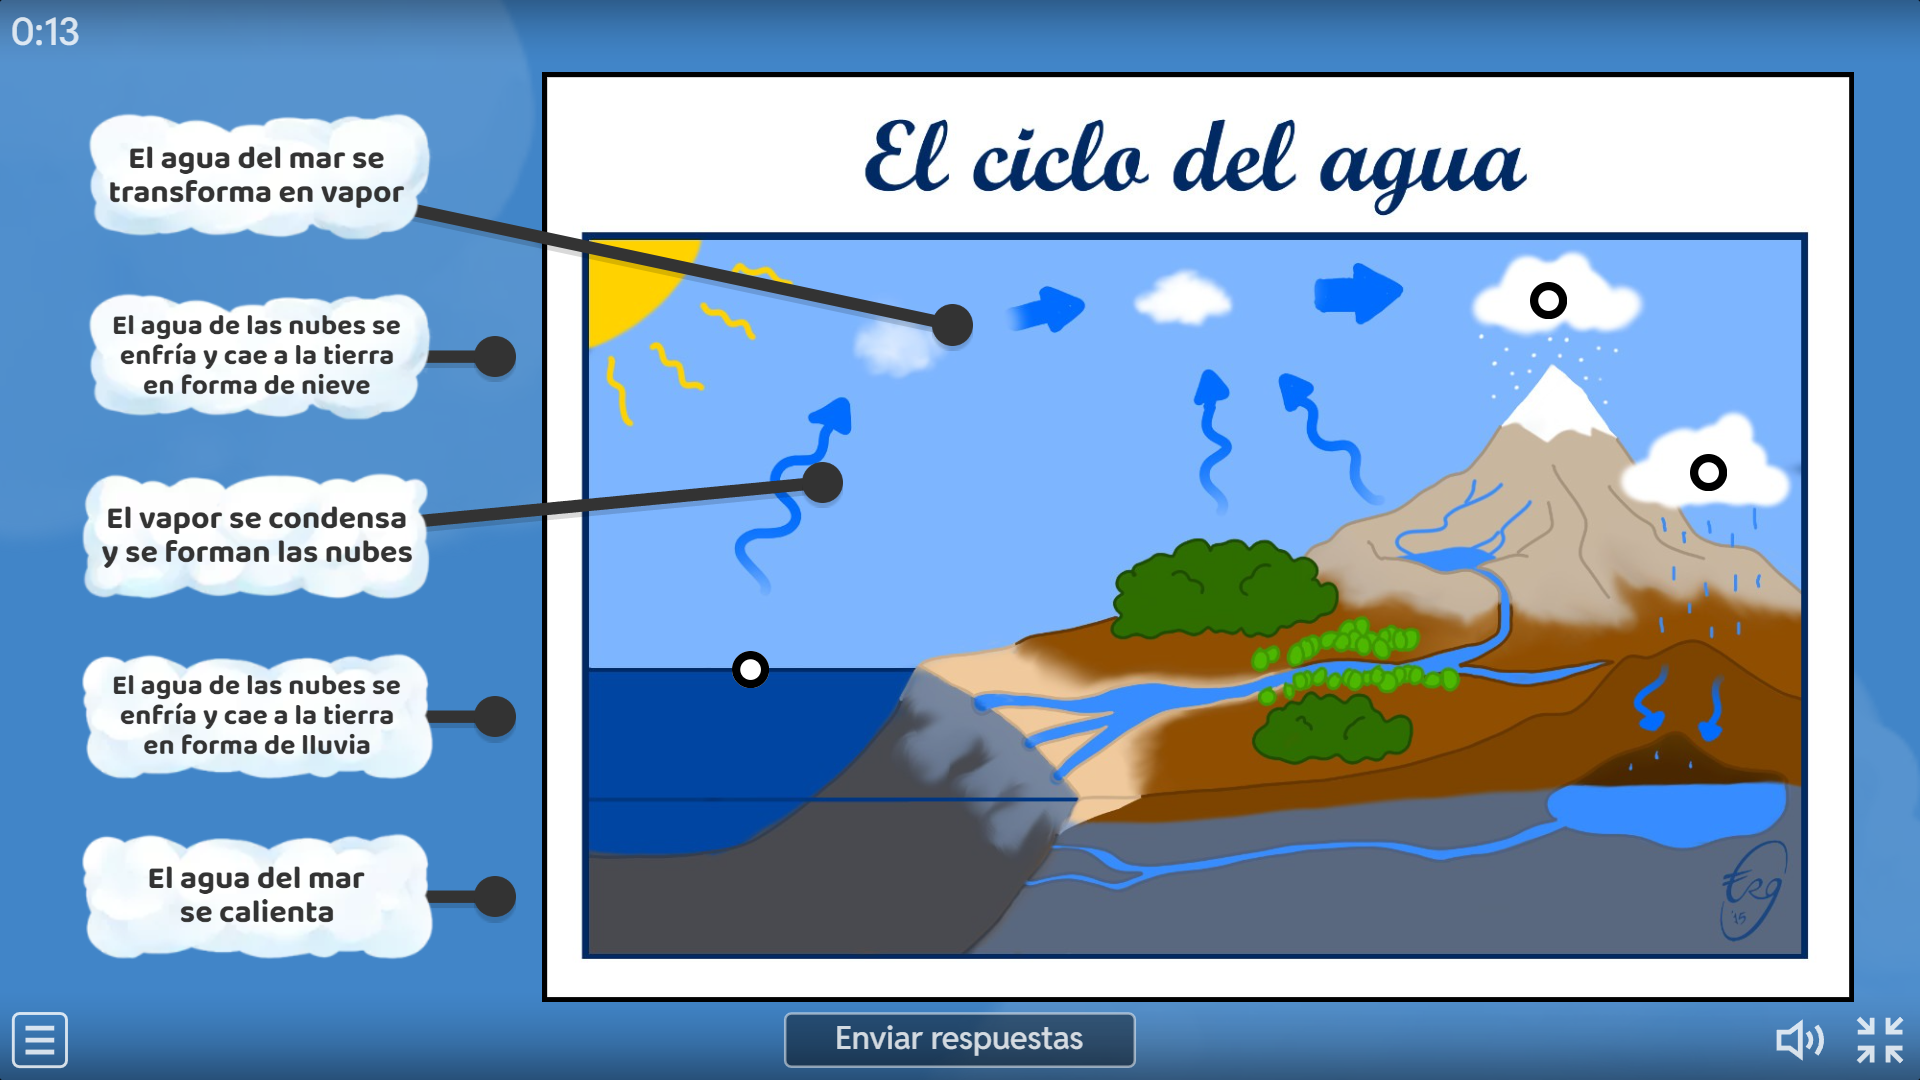 0:13
El ciclo del agua
El agua del mar se
transforma en vapor
El agua de las nubes se
enfría y cae a la tierra
en forma de nieve
El vapor se condensa
y se forman las nubes
El agua de las nubes se
enfría y cae a la tierra
en forma de lluvia
El agua del mar
se calienta
'15
Enviar respuestas